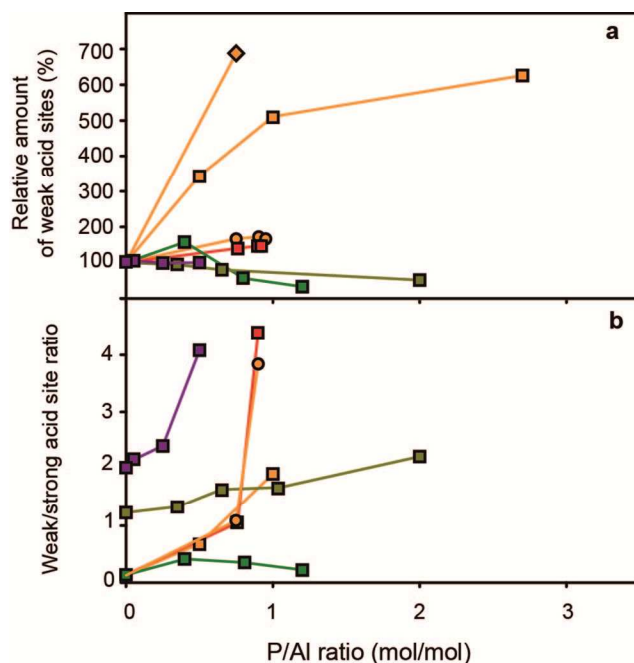 a
Relative amount
of weak acid sites (%)
700
600
500
400
300
200
100
b
Weak/strong acid site ratio
4
3
2
1
0
0 1 2 3
P/Al ratio (mol/mol)